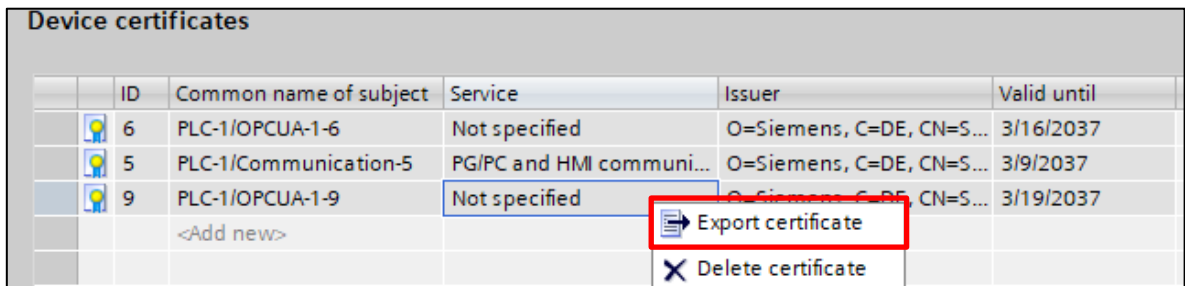 Device certificates
ID Common name of subject Service Issuer Valid until
6 PLC-1/OPCUA-1-6 Not specified O=Siemens, C=DE, CN=S... 3/16/2037
5 PLC-1/Communication-5 PG/PC and HMI communi... O=Siemens, C=DE, CN=S... 3/9/2037
9 PLC-1/OPCUA-1-9 Not specified O=Siemens, C=DE, CN=S... 3/19/2037
<Add new> Export certificate
Delete certificate